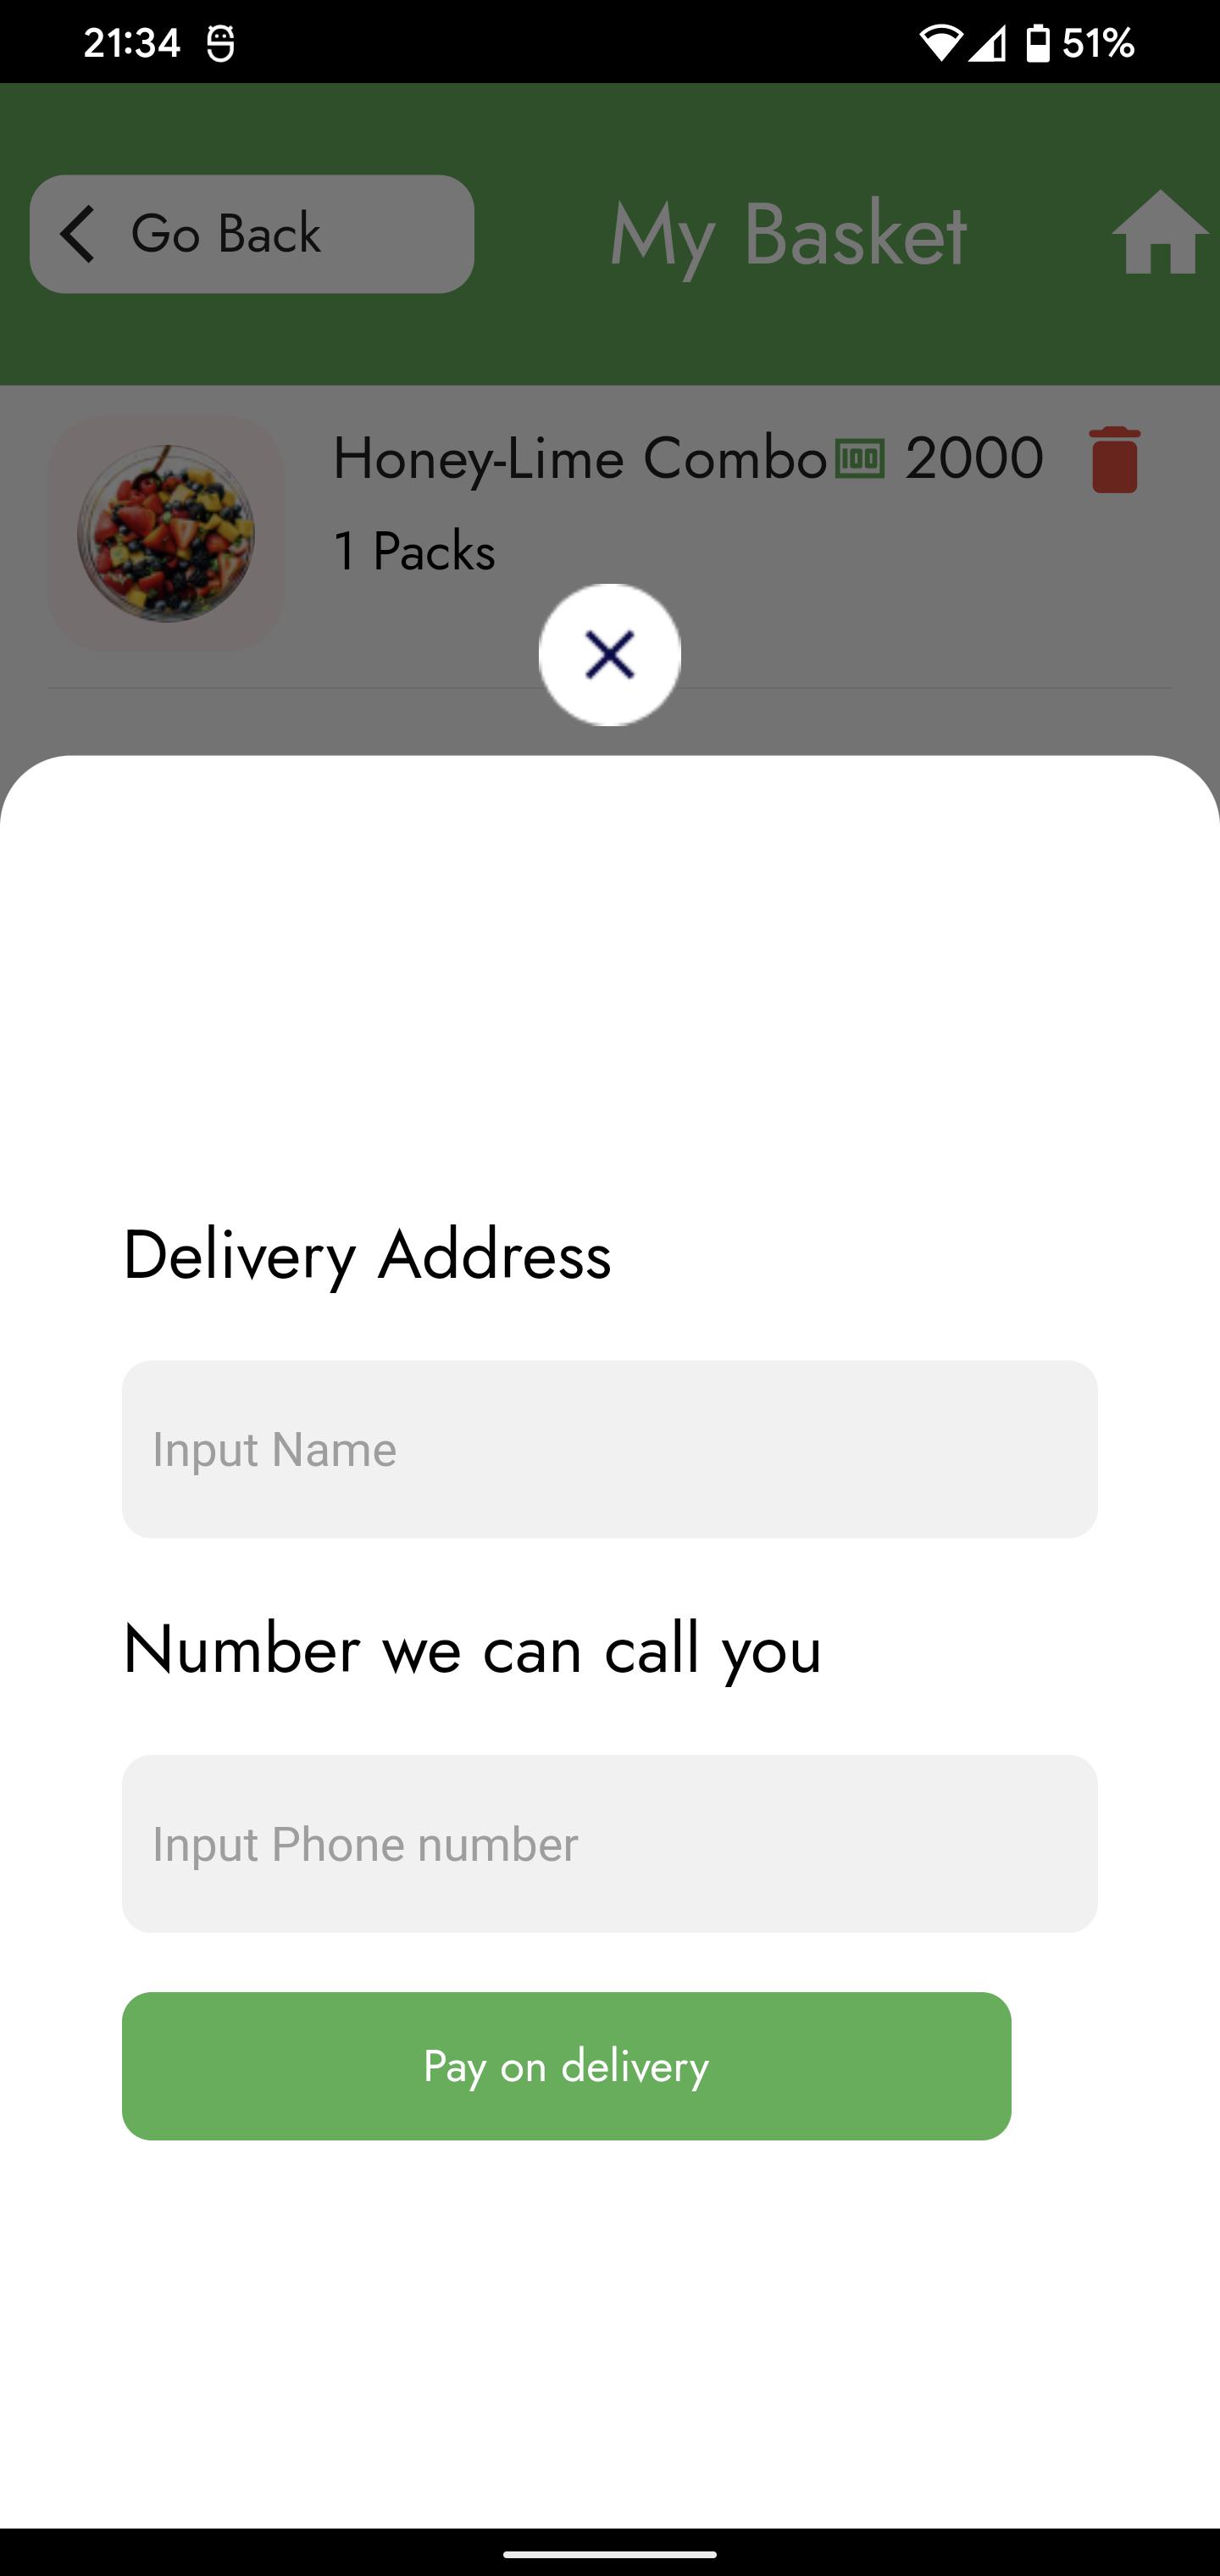 21:34 51%
Go Back My Basket
Honey-Lime Combo 100 2000
1 Packs
Delivery Address
Input Name
Number we can call you
Input Phone number
Pay on delivery